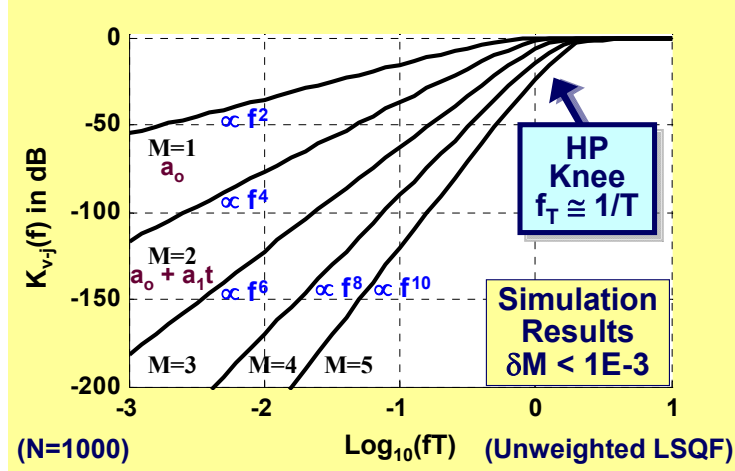 0
-50
-100
-150
-200
K_v-j(f) in dB
∝ f²
M=1
a_o
∝ f⁴
M=2
a_o + a_1t
∝ f⁶
∝ f⁸
∝ f¹⁰
M=3
M=4
M=5
HP
Knee
f_T ≅ 1/T
Simulation
Results
δM < 1E-3
-3
-2
-1
0
1
(N=1000)
Log₁₀(fT)
(Unweighted LSQF)